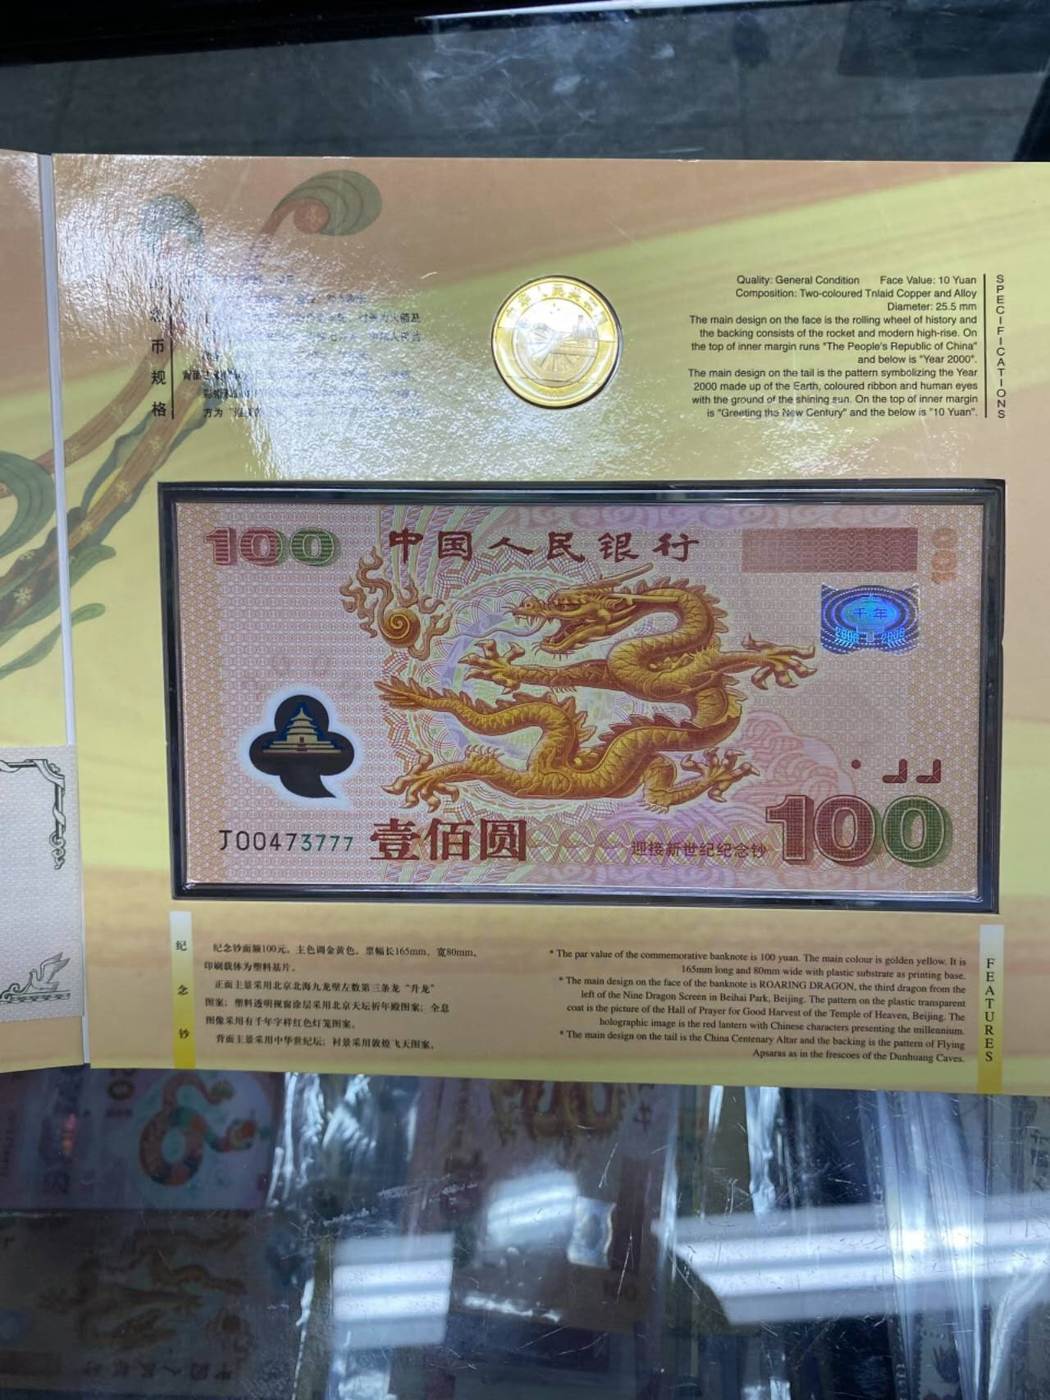 Quality: General Condition Face Value: 10 Yuan
Composition: Two-coloured Tnlaid Copper and Alloy
Diameter: 25.5 mm
The main design on the face is the rolling wheel of history and
the backing consists of the rocket and modern high-rise. On
the top of inner margin runs "The People's Republic of China"
and below is "Year 2000".
The main design on the tail is the pattern symbolizing the Year
2000 made up of the Earth, coloured ribbon and human eyes
with the ground of the shining sun. On the top of inner margin
is "Greeting the New Century" and the below is "10 Yuan".
SPECIFICATIONS
币规格
100
中国人民银行
100
千年
J00473777
壹佰圆
迎接新世纪纪念钞
100
纪念钞
纪念钞面额100元。主色调金黄色。票幅长165mm，宽80mm。
印刷载体为塑料基片。
正面主景采用北京北海九龙壁左数第三条龙“升龙”
图案；塑料透明视窗涂层采用北京天坛祈年殿图案；全息
图像采用有千年字样红色灯笼图案。
背面主景采用中华世纪坛；衬景采用敦煌飞天图案。
* The par value of the commemorative banknote is 100 yuan. The main colour is golden yellow. It is
165mm long and 80mm wide with plastic substrate as printing base.
* The main design on the face of the banknote is ROARING DRAGON, the third dragon from the
left of the Nine Dragon Screen in Beihai Park, Beijing. The pattern on the plastic transparent
coat is the picture of the Hall of Prayer for Good Harvest of the Temple of Heaven, Beijing. The
holographic image is the red lantern with Chinese characters presenting the millennium.
* The main design on the tail is the China Centenary Altar and the backing is the pattern of Flying
Apsaras as in the frescoes of the Dunhuang Caves.
FEATURES